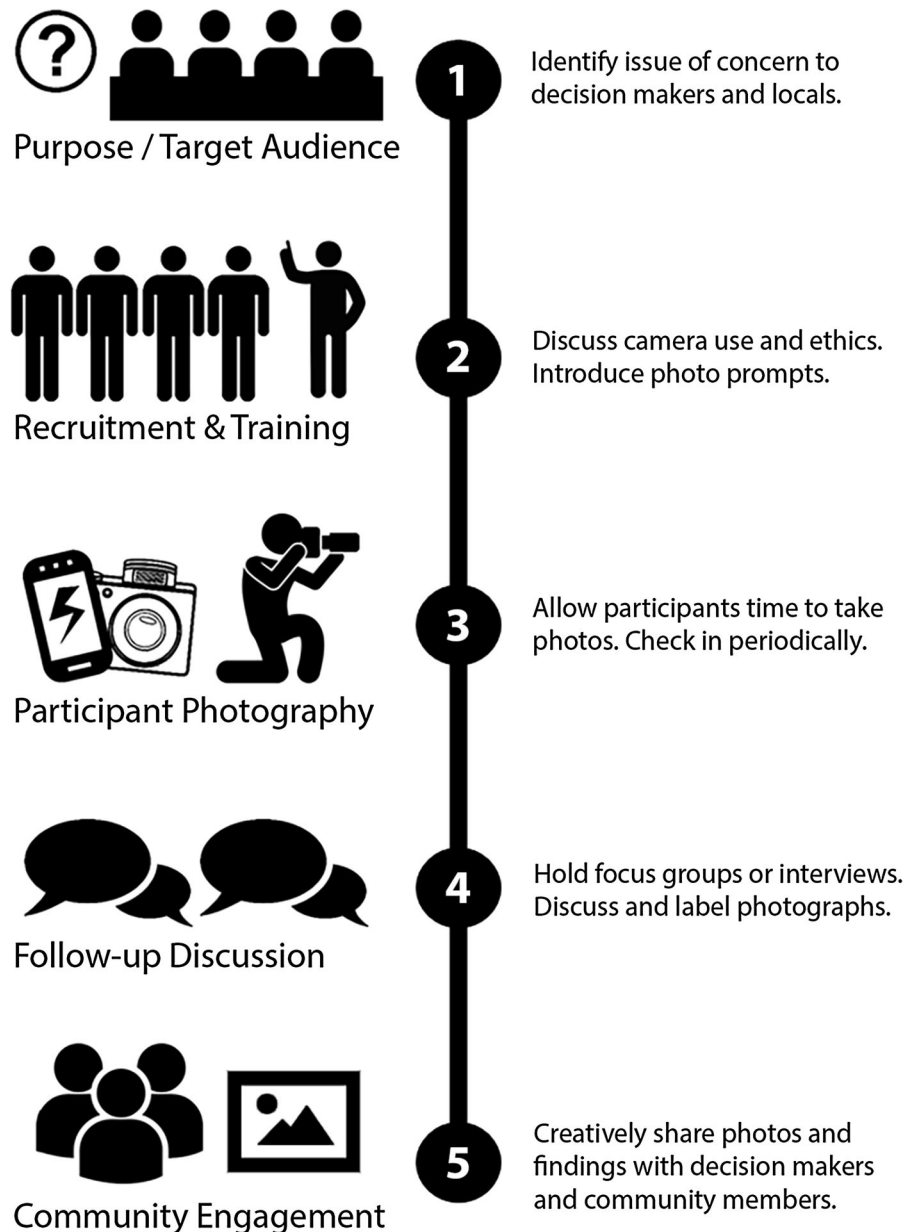 ?
1
Identify issue of concern to
decision makers and locals.
Purpose / Target Audience
2
Discuss camera use and ethics.
Introduce photo prompts.
Recruitment & Training
3
Allow participants time to take
photos. Check in periodically.
Participant Photography
4
Hold focus groups or interviews.
Discuss and label photographs.
Follow-up Discussion
5
Creatively share photos and
findings with decision makers
and community members.
Community Engagement